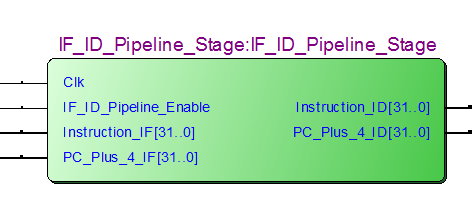 IF_ID_Pipeline_Stage:IF_ID_Pipeline_Stage
Clk
IF_ID_Pipeline_Enable
Instruction_ID[31..0]
Instruction_IF[31..0]
PC_Plus_4_ID[31..0]
PC_Plus_4_IF[31..0]